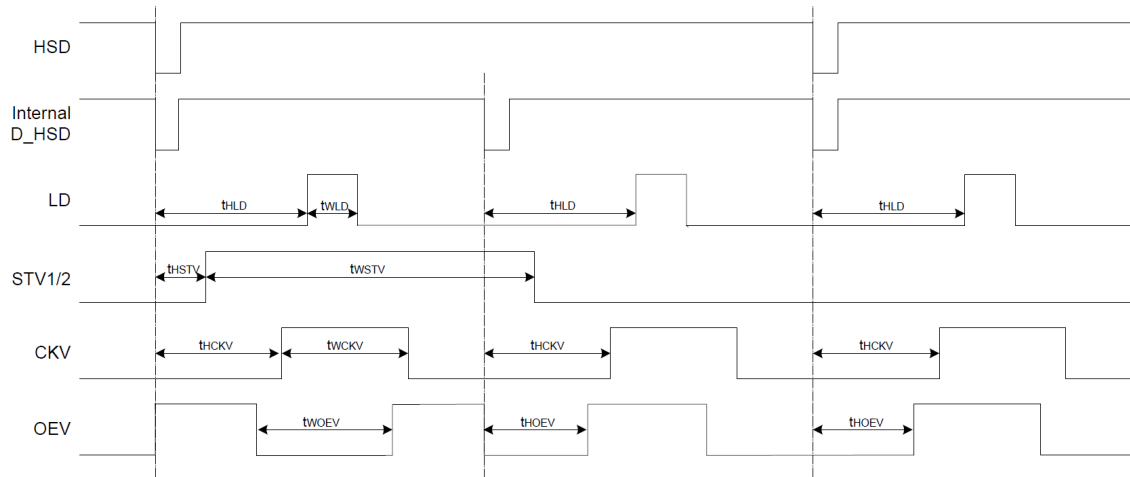 HSD
Internal
D_HSD
LD
tHLD
tWLD
tHLD
tHLD
STV1/2
tHSTV
tWSTV
CKV
tHCKV
tWCKV
tHCKV
tHCKV
OEV
tWOEV
tHOEV
tHOEV